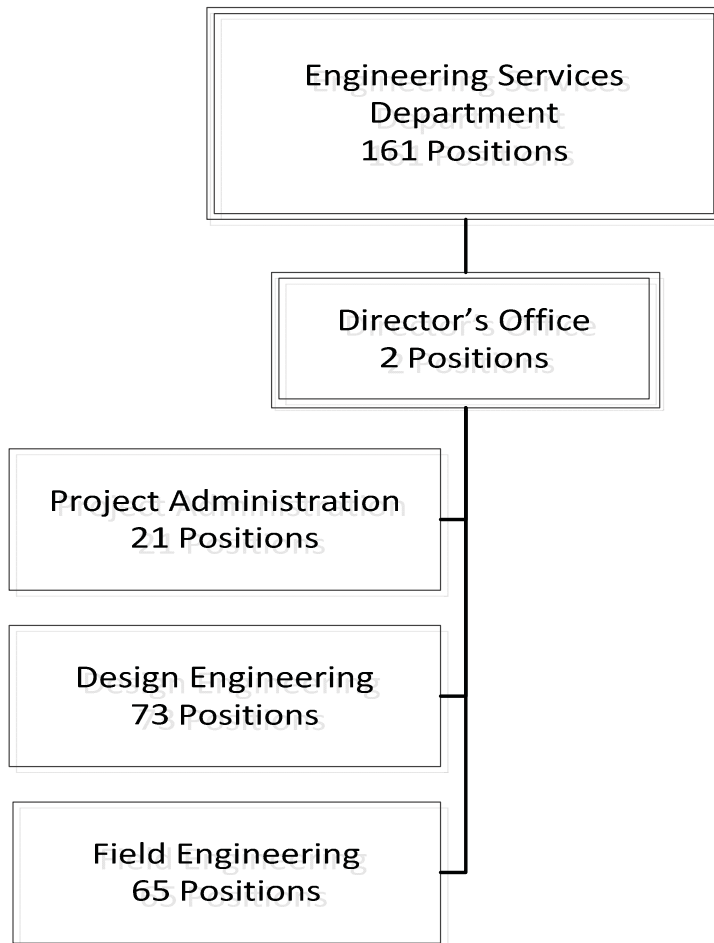 Engineering Services
Department
161 Positions
Director’s Office
2 Positions
Project Administration
21 Positions
Design Engineering
73 Positions
Field Engineering
65 Positions